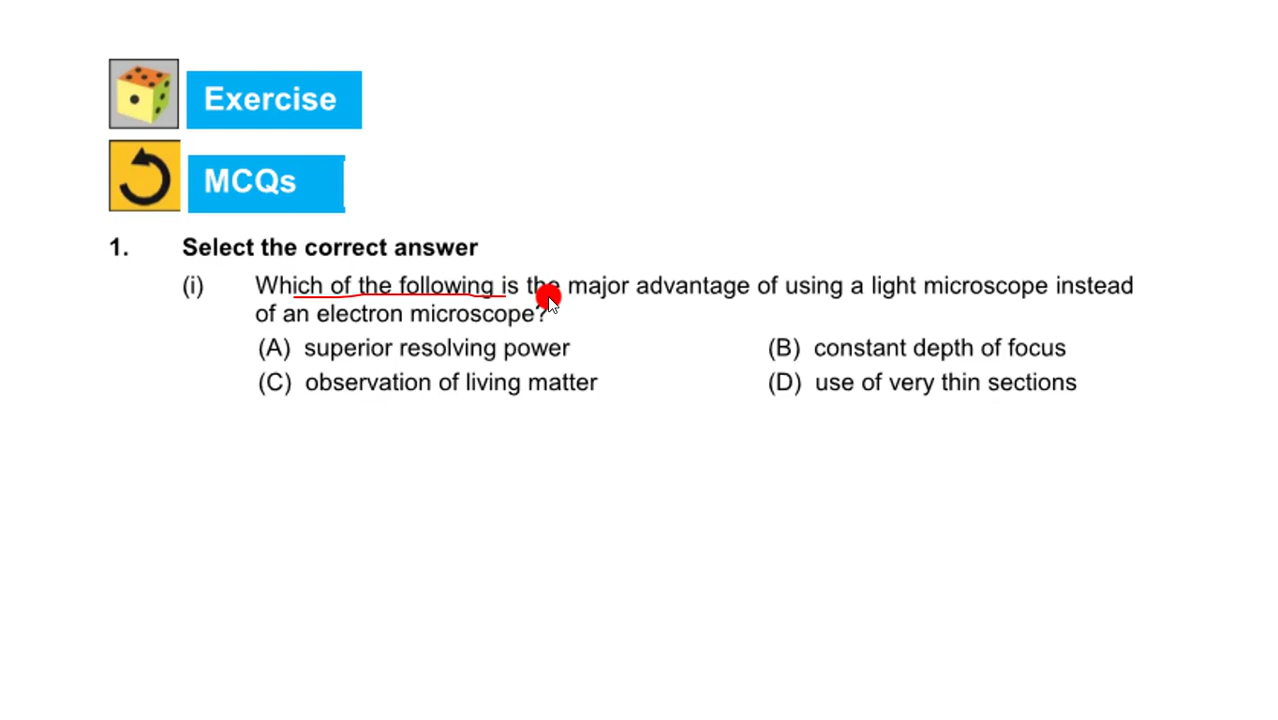 Exercise
MCQs
1. Select the correct answer
(i) Which of the following is the major advantage of using a light microscope instead
of an electron microscope?
(A) superior resolving power (B) constant depth of focus
(C) observation of living matter (D) use of very thin sections